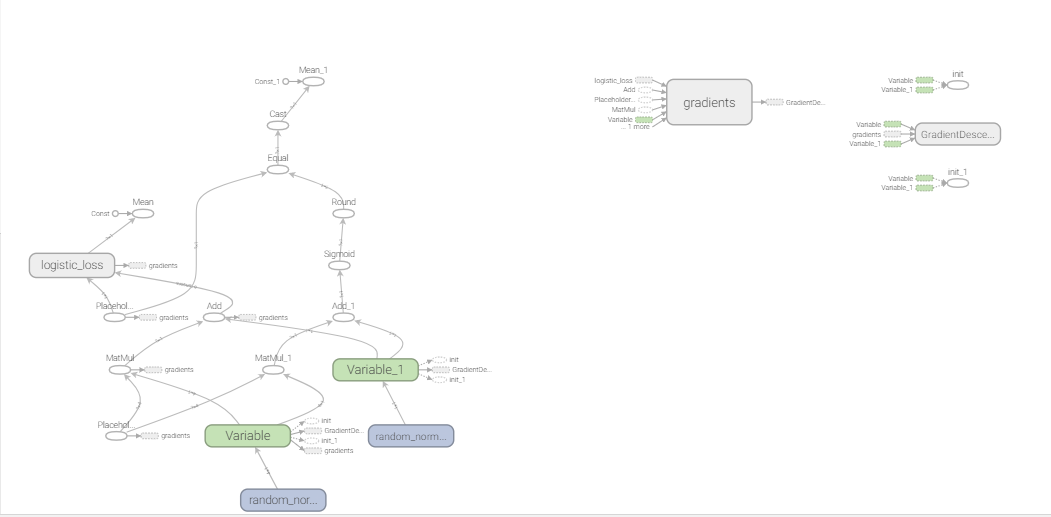 Mean_1
Const_1
Cast
Equal
Mean
Const
Round
logistic_loss
gradients
Sigmoid
Placehol...
gradients
Add
gradients
Add_1
MatMul
gradients
MatMul_1
Variable_1
init
GradientDe...
init_1
Placehol...
gradients
Variable
init
GradientDe...
init_1
gradients
random_norm...
random_nor...
logistic_loss
Add
Placeholder...
MatMul
Variable
... 1 more
gradients
GradientDe...
init
Variable
Variable_1
Variable
gradients
Variable_1
GradientDesce...
init_1
Variable
Variable_1